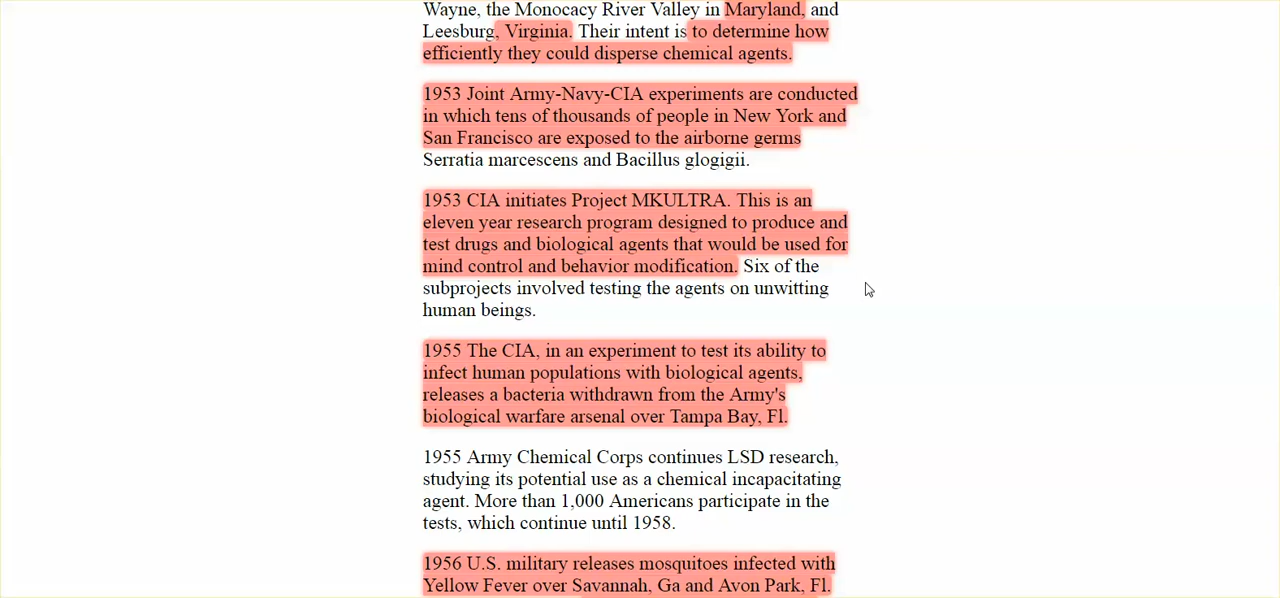 Wayne, the Monocacy River Valley in Maryland, and
Leesburg, Virginia. Their intent is to determine how
efficiently they could disperse chemical agents.
1953 Joint Army-Navy-CIA experiments are conducted
in which tens of thousands of people in New York and
San Francisco are exposed to the airborne germs
Serratia marcescens and Bacillus glogigii.
1953 CIA initiates Project MKULTRA. This is an
eleven year research program designed to produce and
test drugs and biological agents that would be used for
mind control and behavior modification. Six of the
subprojects involved testing the agents on unwitting
human beings.
1955 The CIA, in an experiment to test its ability to
infect human populations with biological agents,
releases a bacteria withdrawn from the Army's
biological warfare arsenal over Tampa Bay, Fl.
1955 Army Chemical Corps continues LSD research,
studying its potential use as a chemical incapacitating
agent. More than 1,000 Americans participate in the
tests, which continue until 1958.
1956 U.S. military releases mosquitoes infected with
Yellow Fever over Savannah, Ga and Avon Park, Fl.